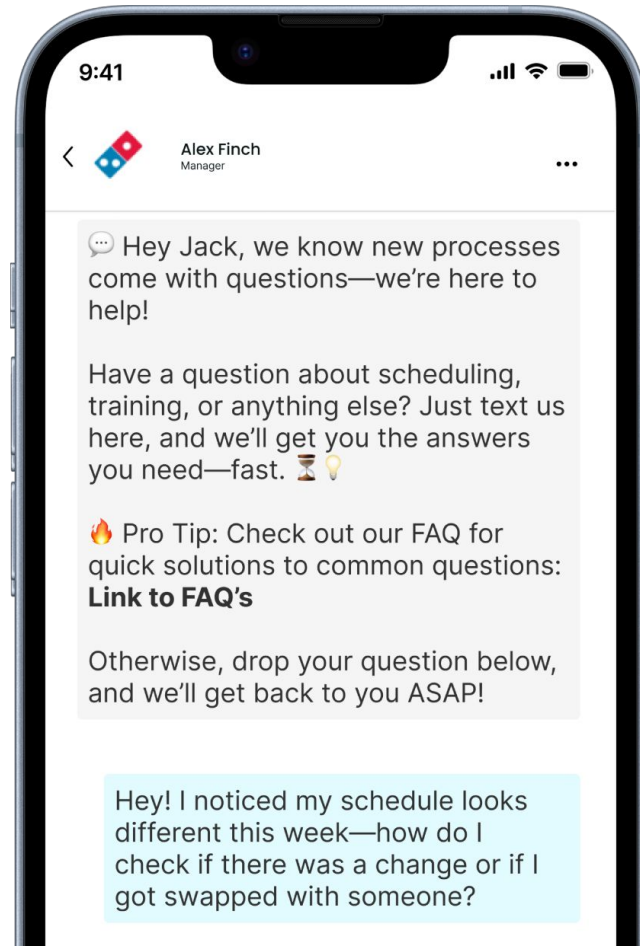 9:41
Alex Finch
Manager
💬 Hey Jack, we know new processes
come with questions—we’re here to
help!
Have a question about scheduling,
training, or anything else? Just text us
here, and we’ll get you the answers
you need—fast. ⏳💡
🔥 Pro Tip: Check out our FAQ for
quick solutions to common questions:
Link to FAQ’s
Otherwise, drop your question below,
and we’ll get back to you ASAP!
Hey! I noticed my schedule looks
different this week—how do I
check if there was a change or if I
got swapped with someone?